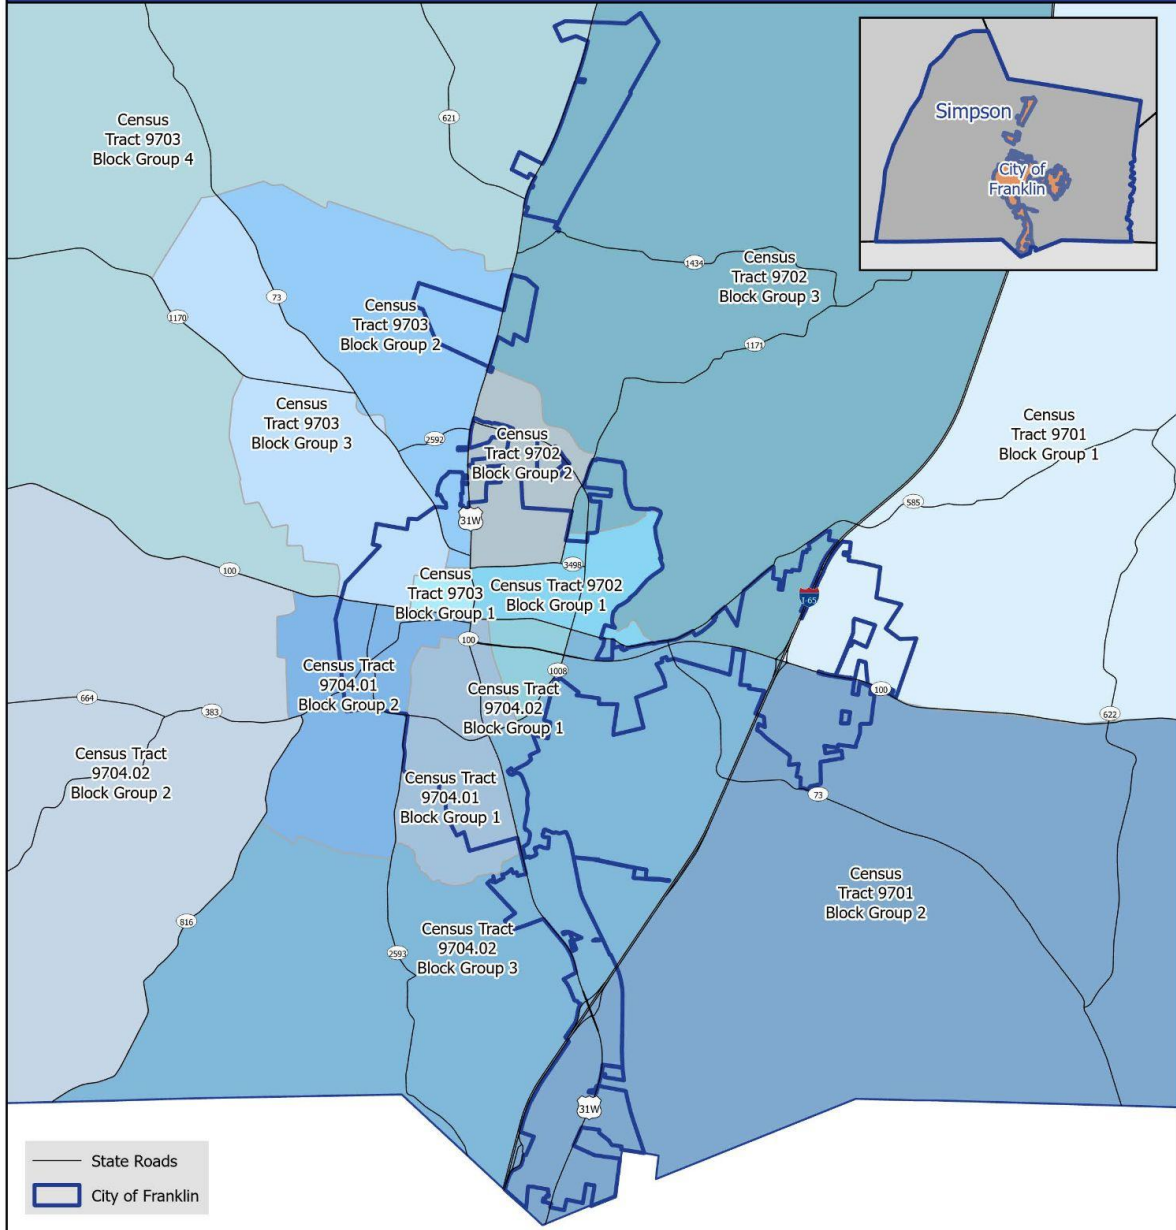 Census
Tract 9703
Block Group 4
621
Simpson
City of
Franklin
1434
Census
Tract 9702
Block Group 3
73
1170
Census
Tract 9703
Block Group 2
1171
Census
Tract 9703
Block Group 3
2592
Census
Tract 9702
Block Group 2
Census
Tract 9701
Block Group 1
585
31W
100
3498
Census
Tract 9703
Block Group 1
Census Tract 9702
Block Group 1
I-65
100
Census Tract
9704.01
Block Group 2
1008
Census Tract
9704.02
Block Group 1
100
664
383
622
Census Tract
9704.02
Block Group 2
Census Tract
9704.01
Block Group 1
73
Census
Tract 9701
Block Group 2
816
Census Tract
9704.02
Block Group 3
2593
31W
State Roads
City of Franklin